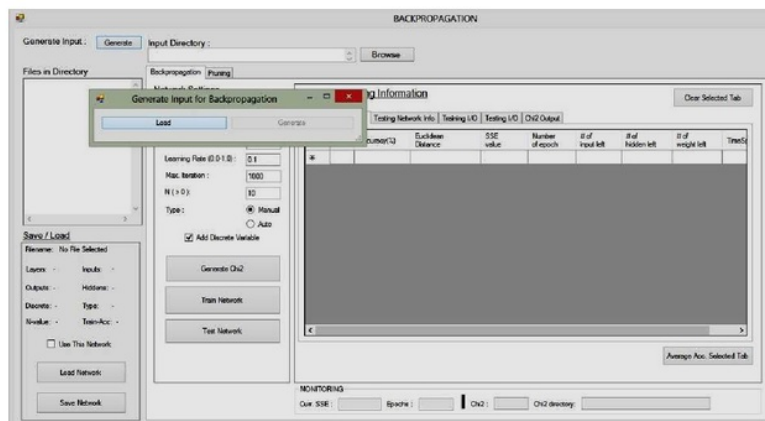 BACKPROPAGATION
Generate Input : Generate
Input Directory :
Browse
Files in Directory
Backpropagation Pruning
Network Settings
Information
Clear Selected Tab
Generate Input for Backpropagation
Load Generate
Testing Network Info Training I/O Testing I/O Chi2 Output
Euclidean Distance
SSE value
Number of epoch
# of input left
# of hidden left
# of weight left
Learning Rate (0.0-1.0) : 0.1
Max. Iteration : 1000
N ( > 0 ) : 10
Type : Manual
Auto
Add Discrete Variable
Generate Chi2
Train Network
Test Network
Save / Load
Filename: No File Selected
Layers: - Inputs: -
Outputs: - Hiddens: -
Discrete: - Type: -
N-value: - Train-Acc: -
Use This Network
Load Network
Save Network
Average Acc. Selected Tab
MONITORING
Curr. SSE : Epochs : Chi2 : Chi2 directory: